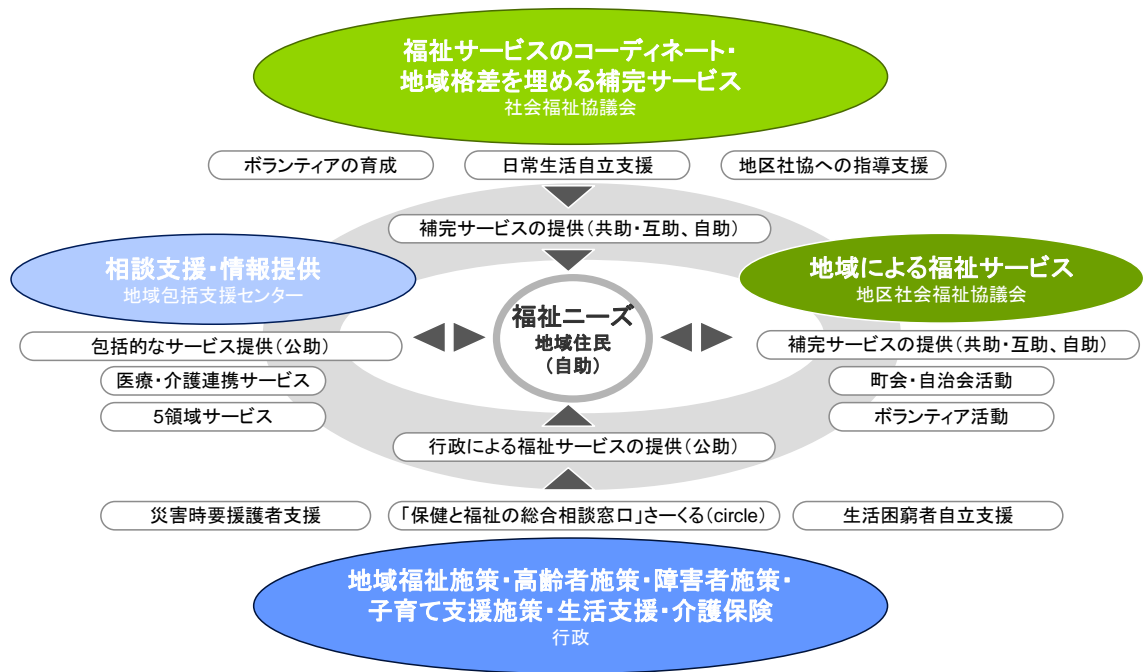 福祉サービスのコーディネート・
地域格差を埋める補完サービス
社会福祉協議会
ボランティアの育成
日常生活自立支援
地区社協への指導支援
補完サービスの提供(共助・互助、自助)
相談支援・情報提供
地域包括支援センター
地域による福祉サービス
地区社会福祉協議会
福祉ニーズ
地域住民
(自助)
包括的なサービス提供(公助)
医療・介護連携サービス
5領域サービス
補完サービスの提供(共助・互助、自助)
町会・自治会活動
ボランティア活動
行政による福祉サービスの提供(公助)
災害時要援護者支援
「保健と福祉の総合相談窓口」さーくる(circle)
生活困窮者自立支援
地域福祉施策・高齢者施策・障害者施策・
子育て支援施策・生活支援・介護保険
行政